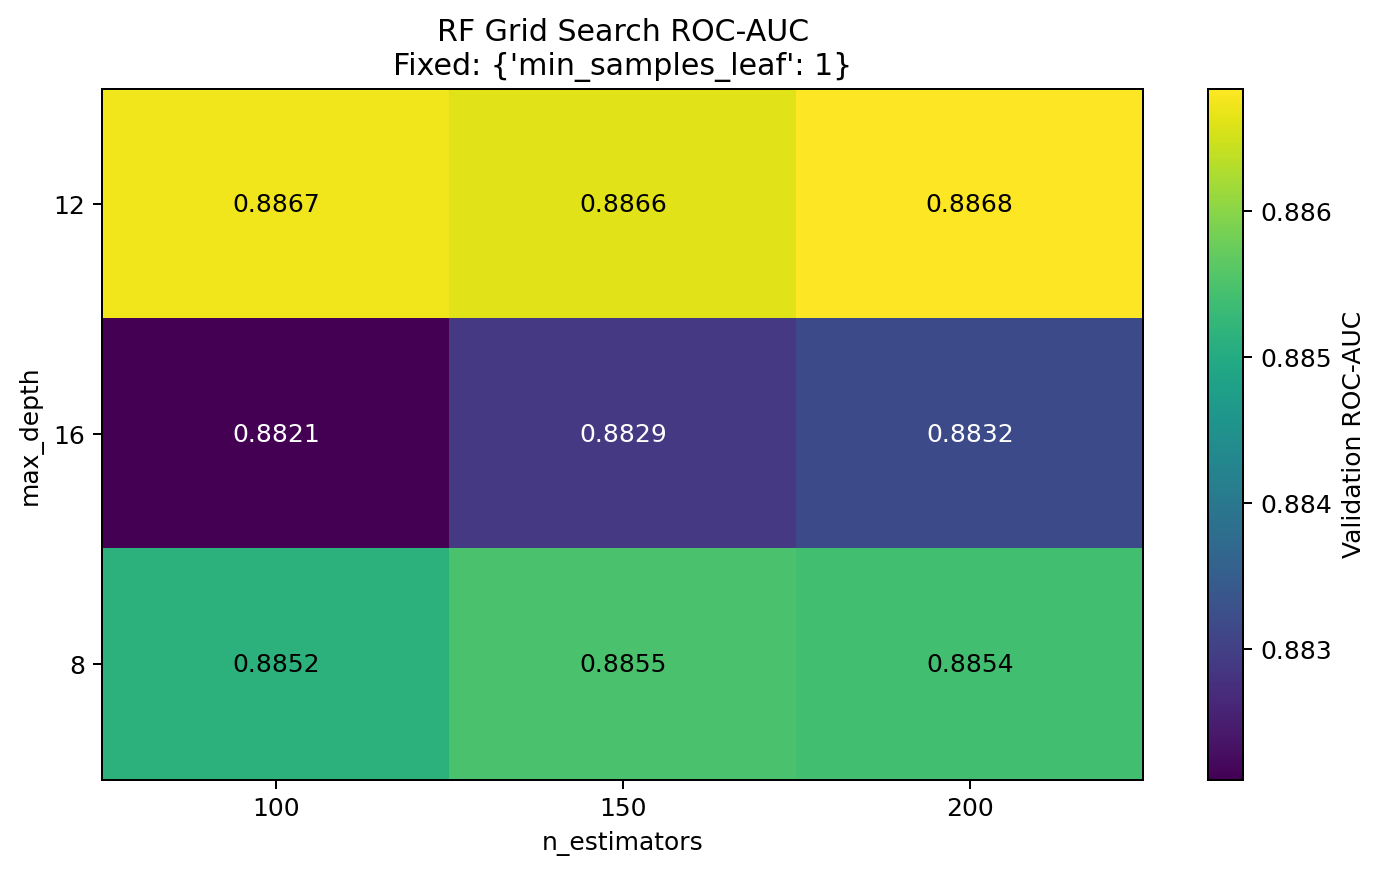 RF Grid Search ROC-AUC
Fixed: {'min_samples_leaf': 1}
12
0.8867 0.8866 0.8868
16
0.8821 0.8829 0.8832
8
0.8852 0.8855 0.8854
100 150 200
n_estimators
max_depth
0.886
0.885
0.884
0.883
Validation ROC-AUC